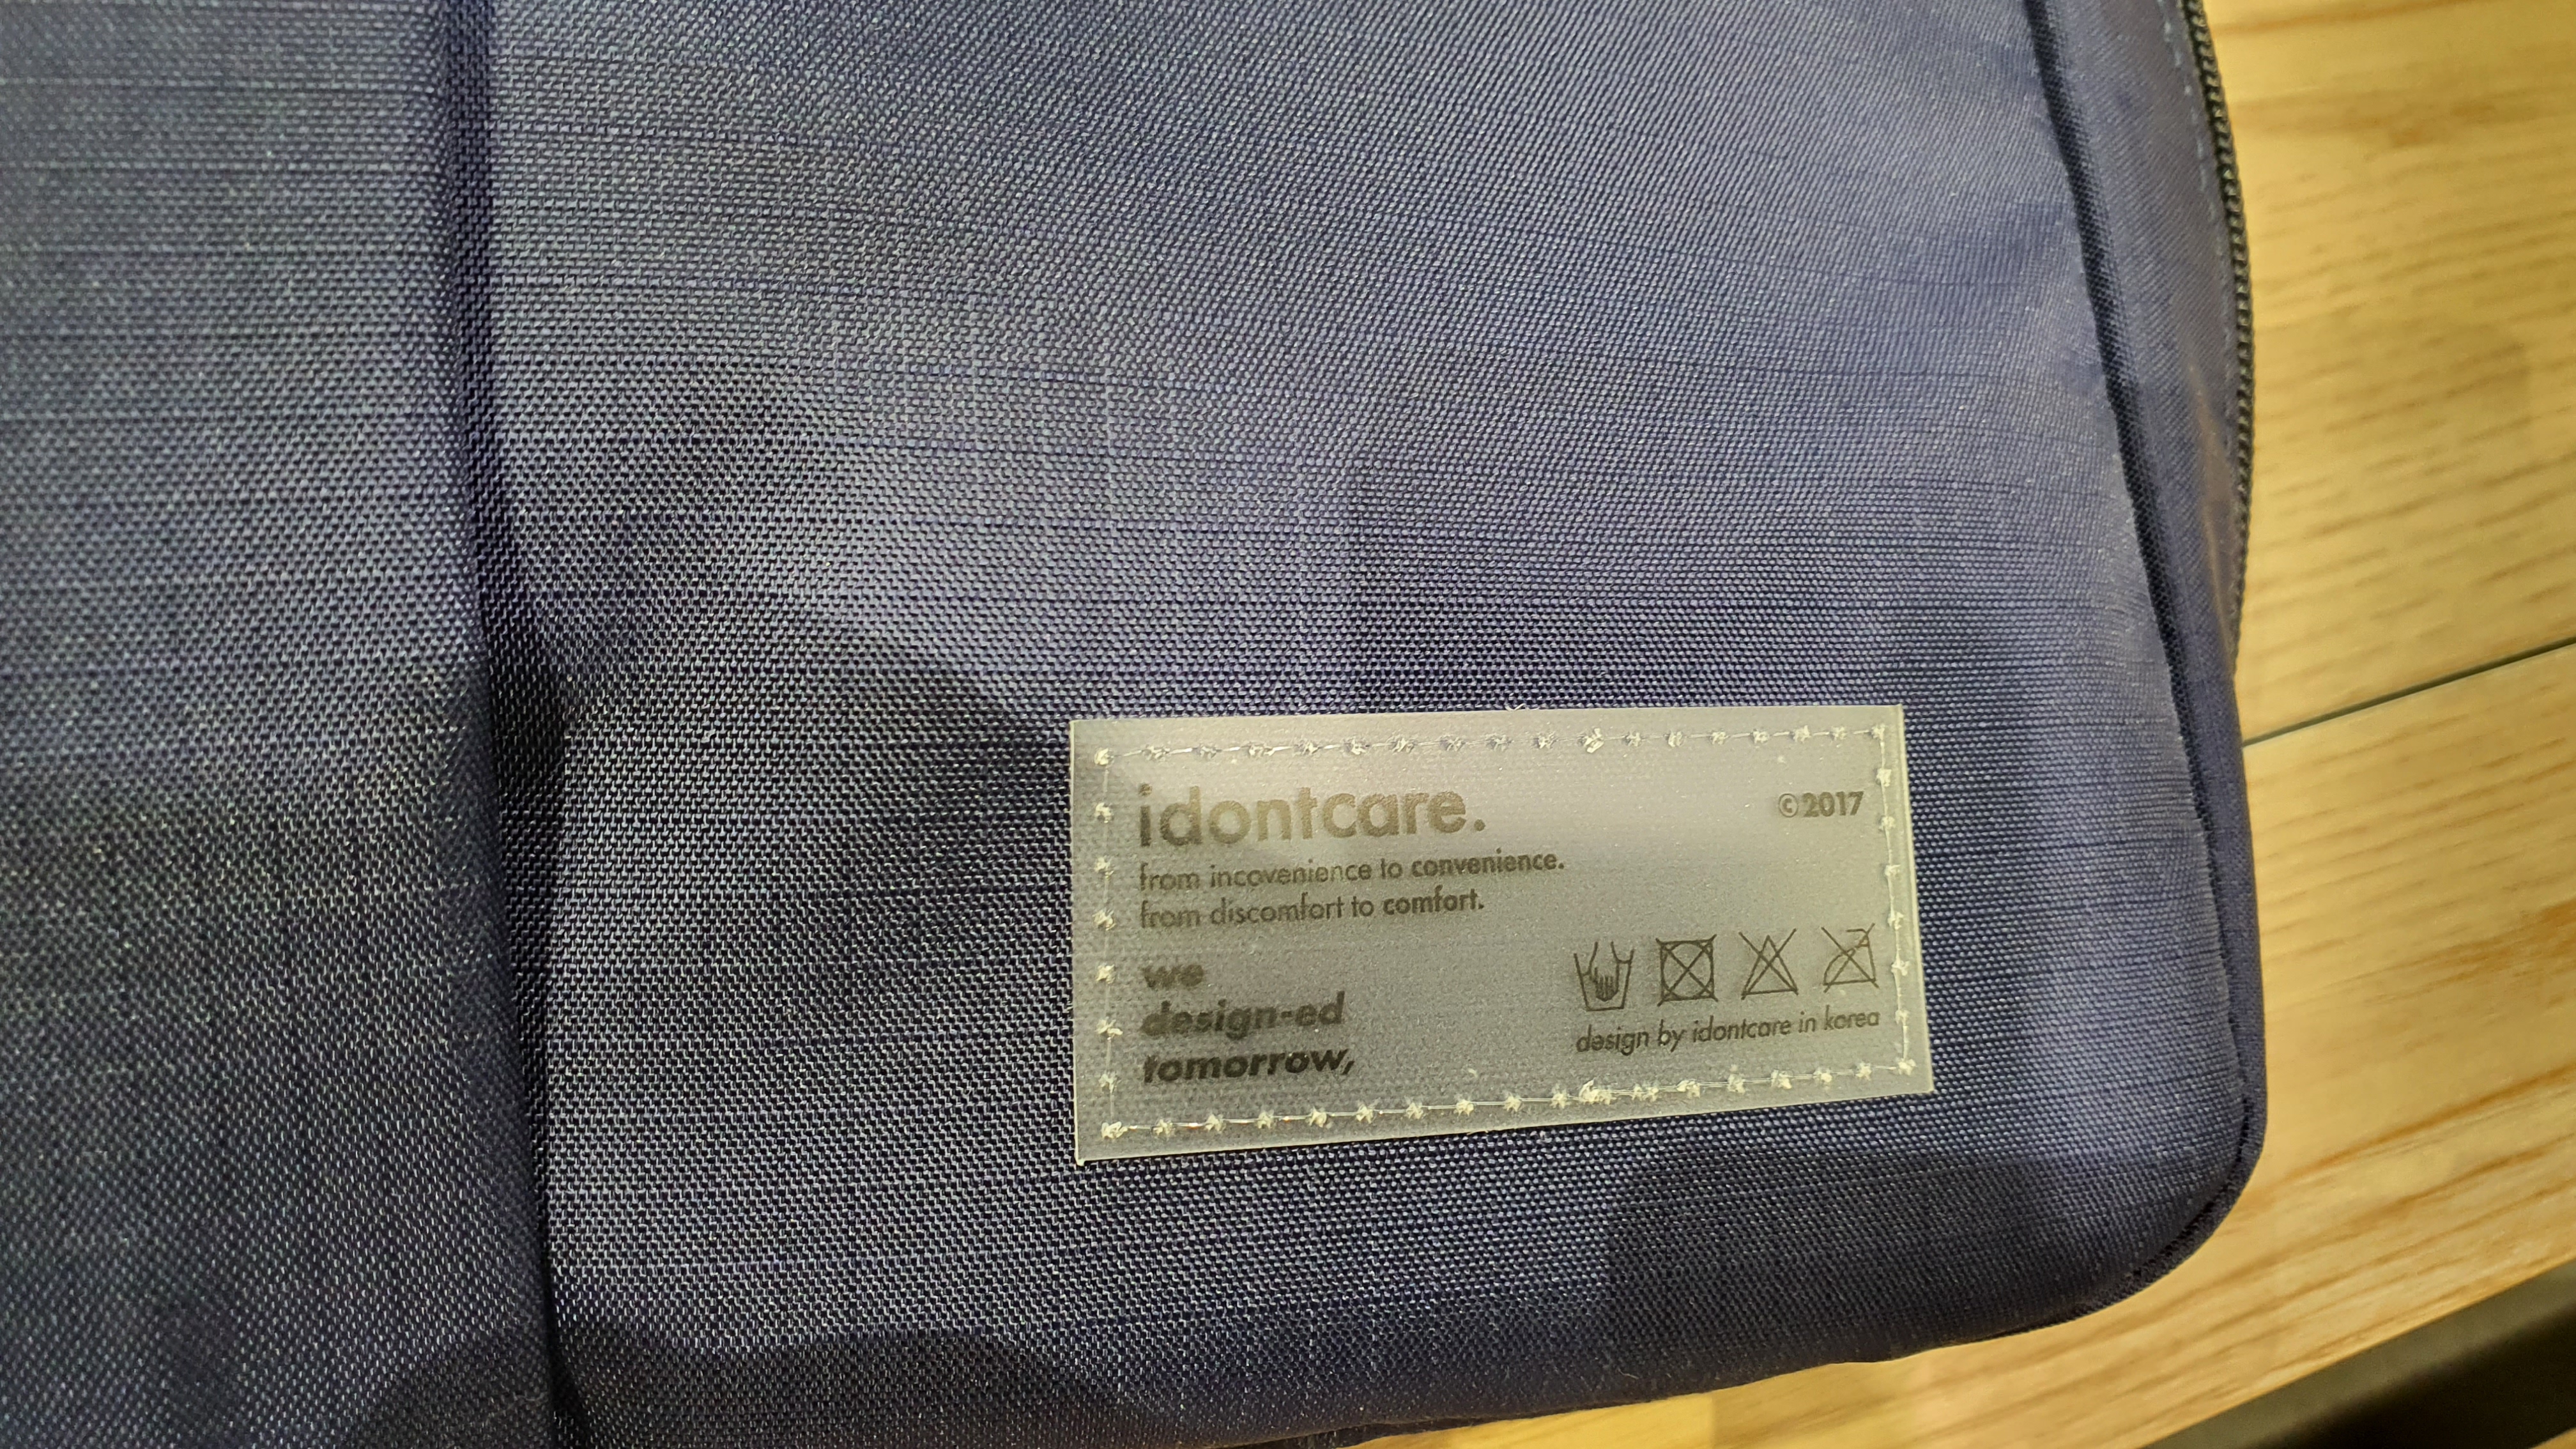 idontcare.
©2017
from incovenience to convenience.
from discomfort to comfort.
we
design-ed
tomorrow,
design by idontcare in korea